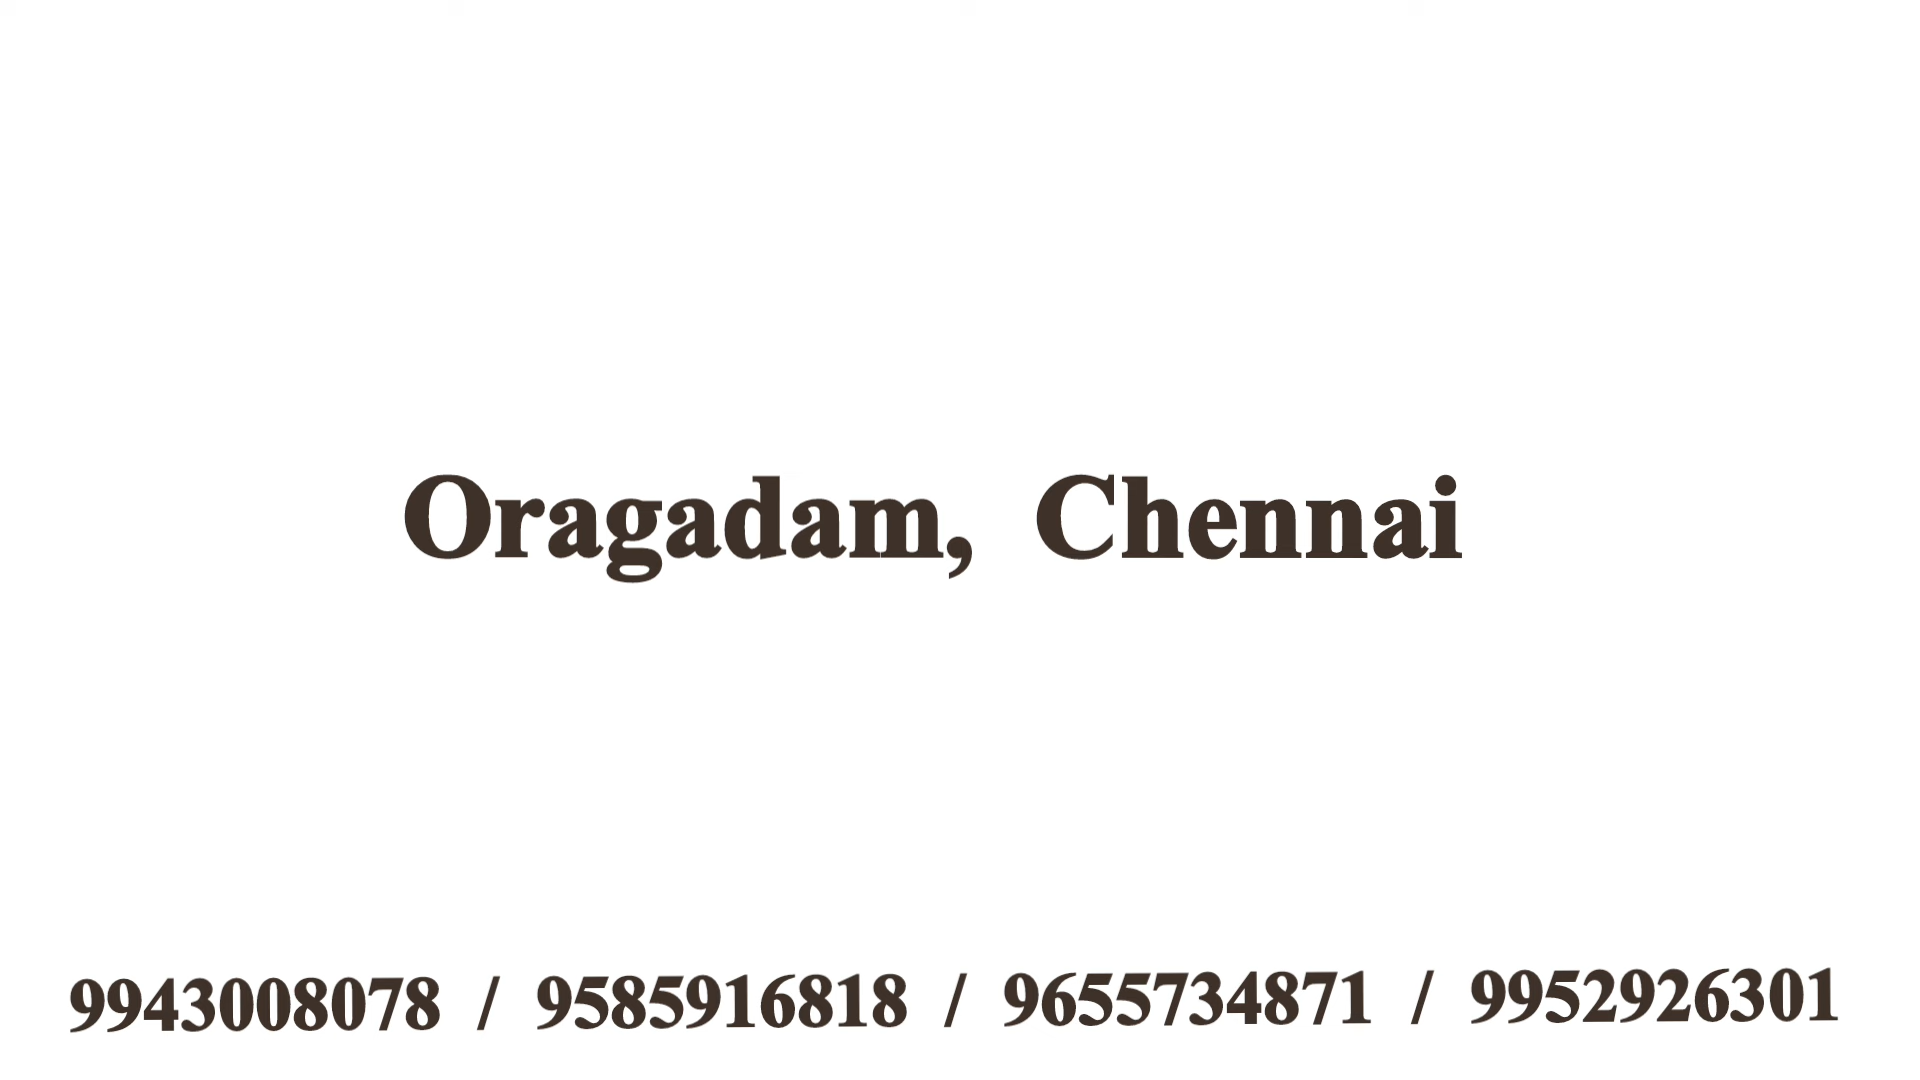 Oragadam, Chennai
9943008078 / 9585916818 / 9655734871 / 9952926301